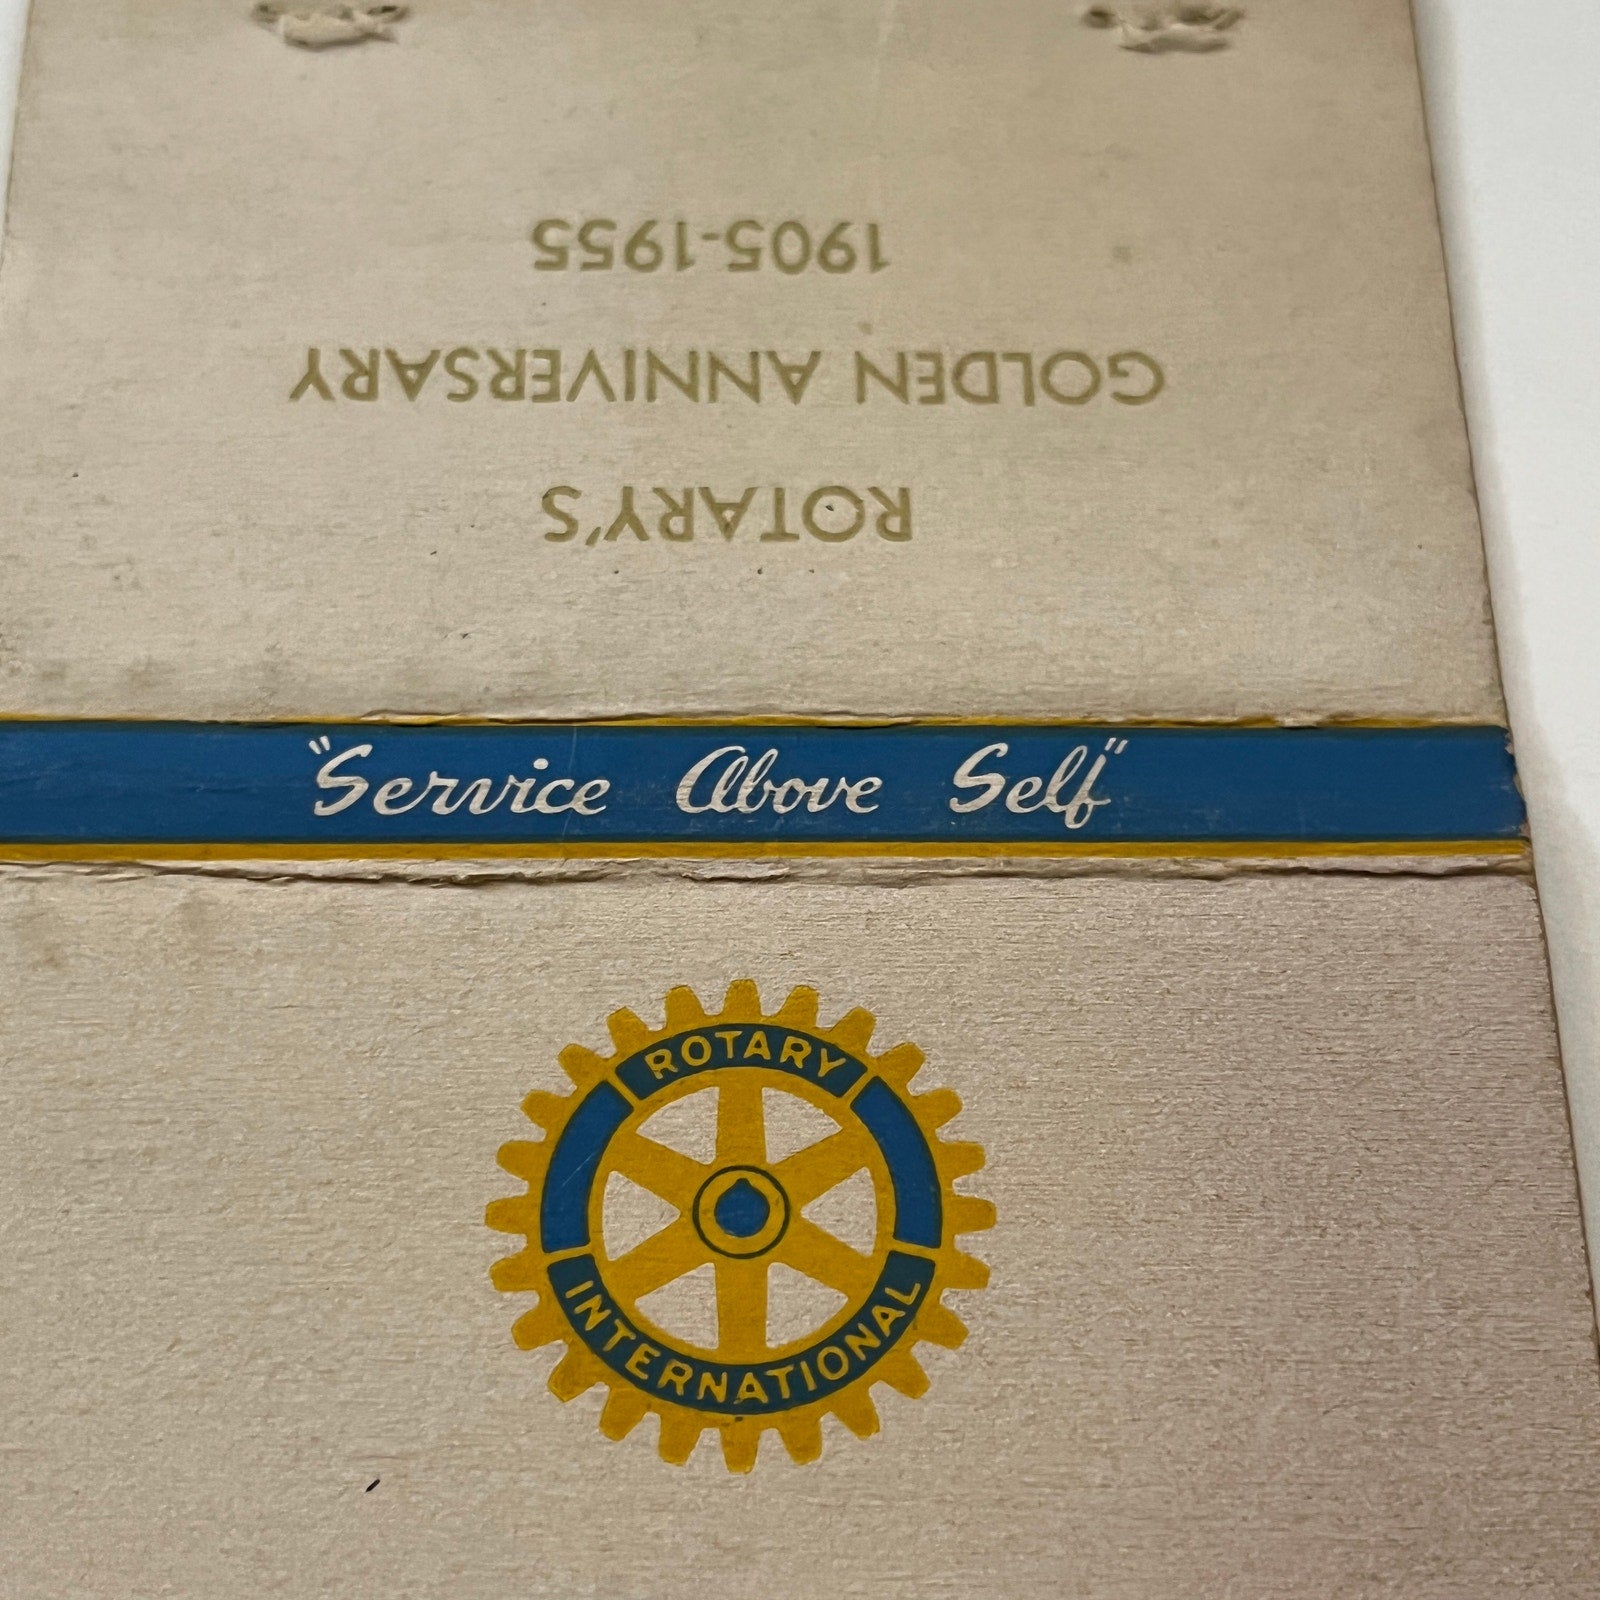 ROTARY'S
GOLDEN ANNIVERSARY
1905-1955
"Service Above Self"
ROTARY
INTERNATIONAL